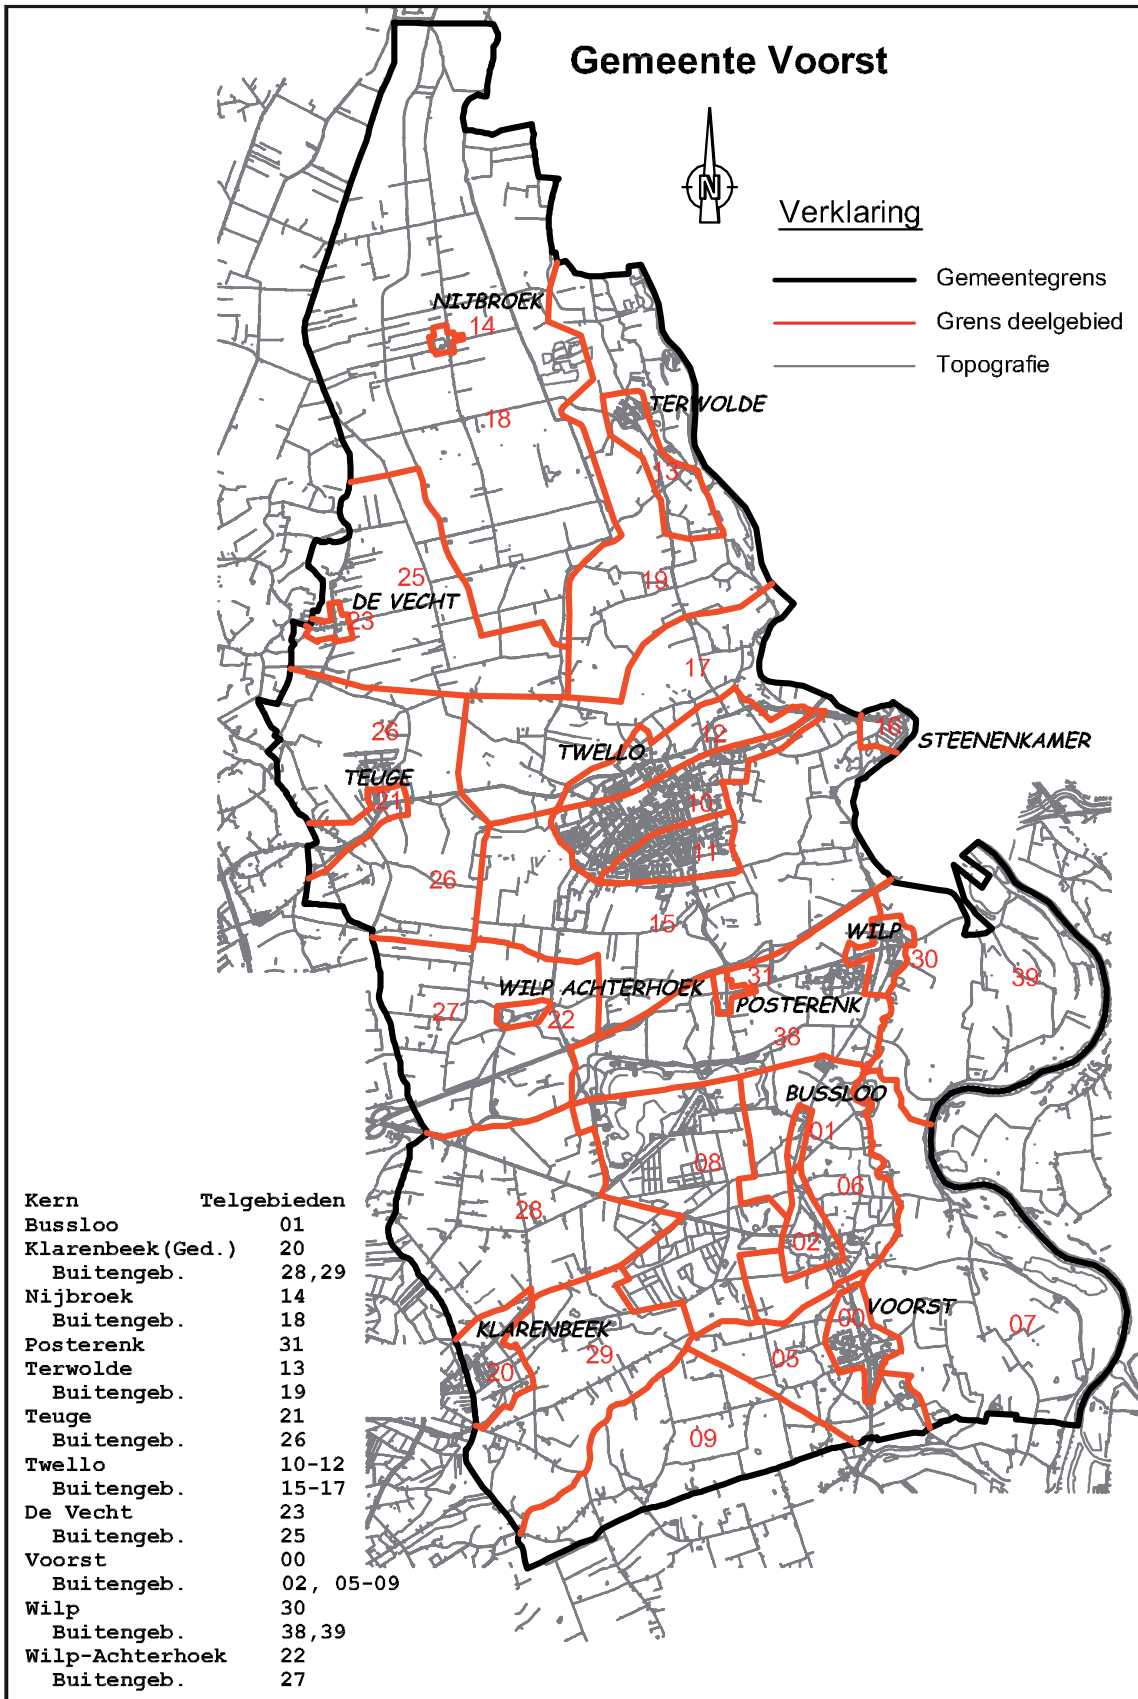 Gemeente Voorst
N
Verklaring
Gemeentegrens
Grens deelgebied
Topografie
NIJBROEK
14
TERWOLDE
18
13
25
19
DE VECHT
23
17
26
12
16
TWELLO
STEENENKAMER
TEUGE
21
10
11
26
15
WILP
30
39
WILP ACHTERHOEK
31
27
22
POSTERENK
38
BUSSLOO
01
08
06
28
02
VOORST
00
07
KLARENBEEK
29
05
20
09
Kern Telgebieden
Bussloo 01
Klarenbeek(Ged.) 20
Buitengeb. 28,29
Nijbroek 14
Buitengeb. 18
Posterenk 31
Terwolde 13
Buitengeb. 19
Teuge 21
Buitengeb. 26
Twello 10-12
Buitengeb. 15-17
De Vecht 23
Buitengeb. 25
Voorst 00
Buitengeb. 02, 05-09
Wilp 30
Buitengeb. 38,39
Wilp-Achterhoek 22
Buitengeb. 27